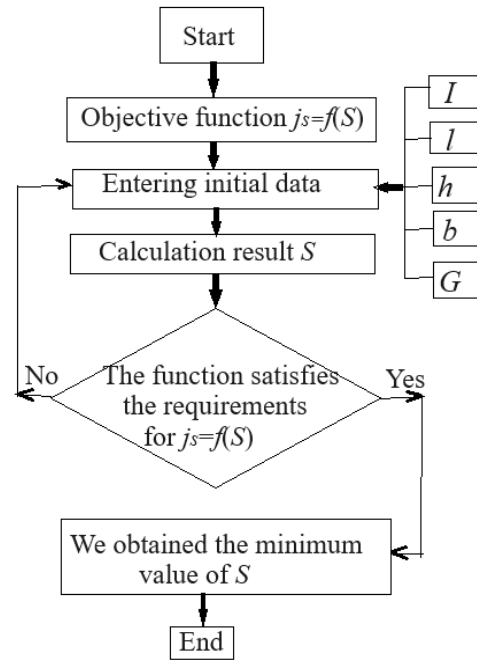 Start
Objective function js=f(S)
Entering initial data
I
l
h
b
G
Calculation result S
The function satisfies
the requirements
for js=f(S)
No
Yes
We obtained the minimum
value of S
End